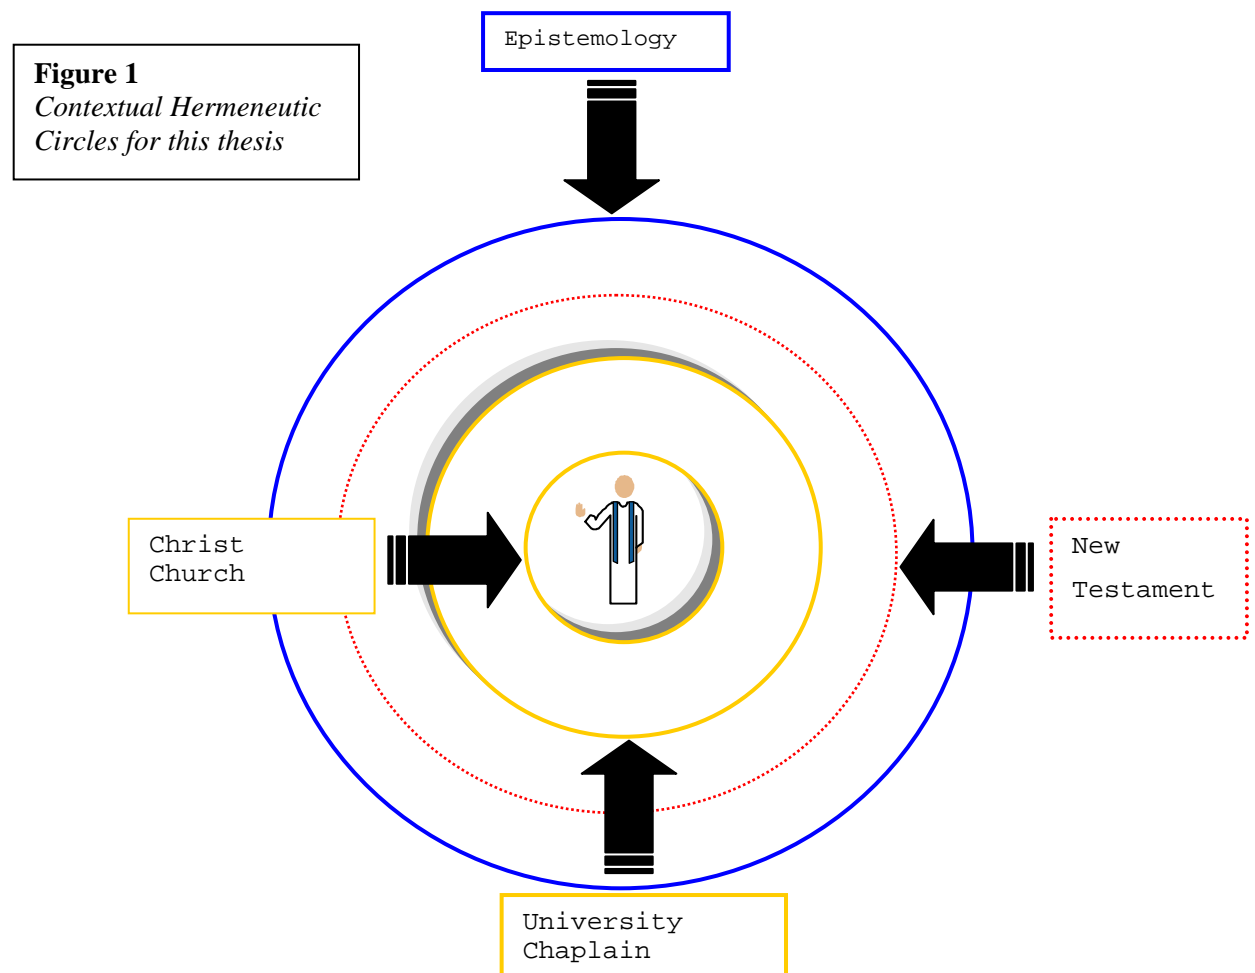 Figure 1
Contextual Hermeneutic
Circles for this thesis
Epistemology
Christ
Church
New
Testament
University
Chaplain